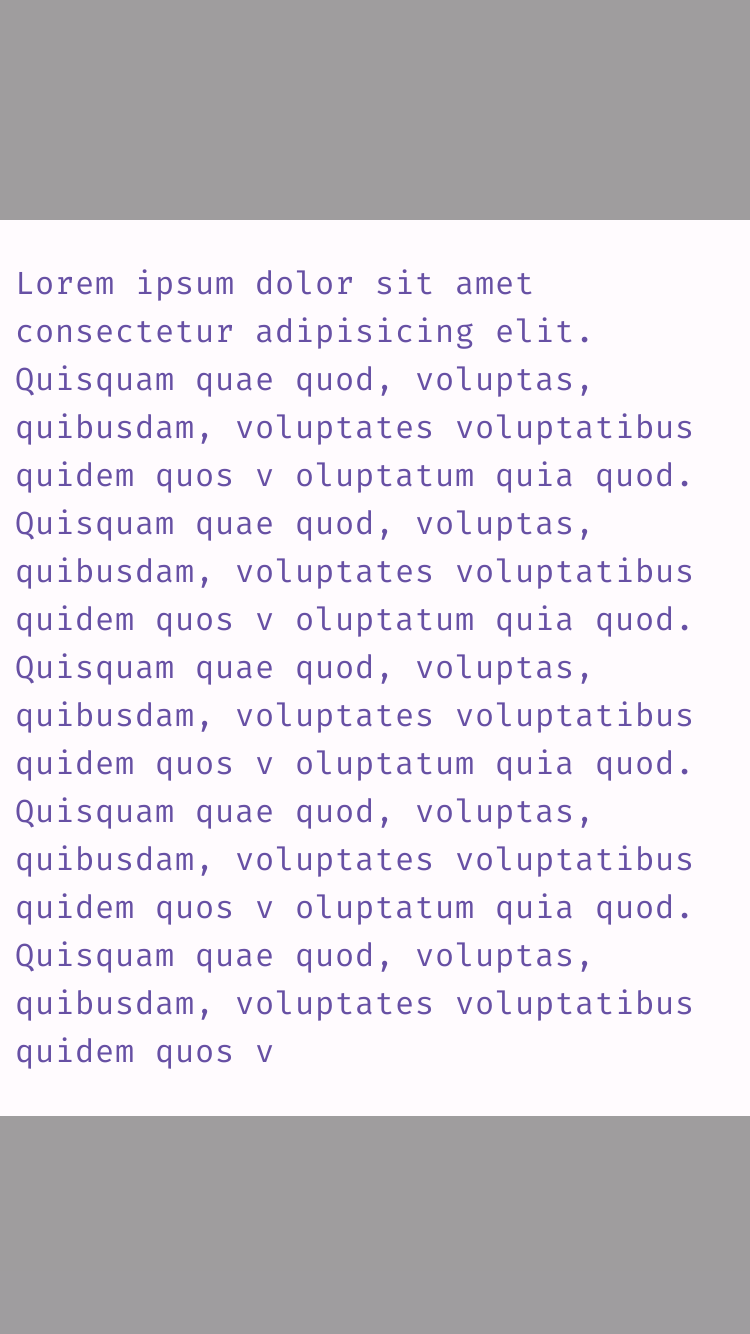 Lorem ipsum dolor sit amet
consectetur adipisicing elit.
Quisquam quae quod, voluptas,
quibusdam, voluptates voluptatibus
quidem quos v oluptatum quia quod.
Quisquam quae quod, voluptas,
quibusdam, voluptates voluptatibus
quidem quos v oluptatum quia quod.
Quisquam quae quod, voluptas,
quibusdam, voluptates voluptatibus
quidem quos v oluptatum quia quod.
Quisquam quae quod, voluptas,
quibusdam, voluptates voluptatibus
quidem quos v oluptatum quia quod.
Quisquam quae quod, voluptas,
quibusdam, voluptates voluptatibus
quidem quos v